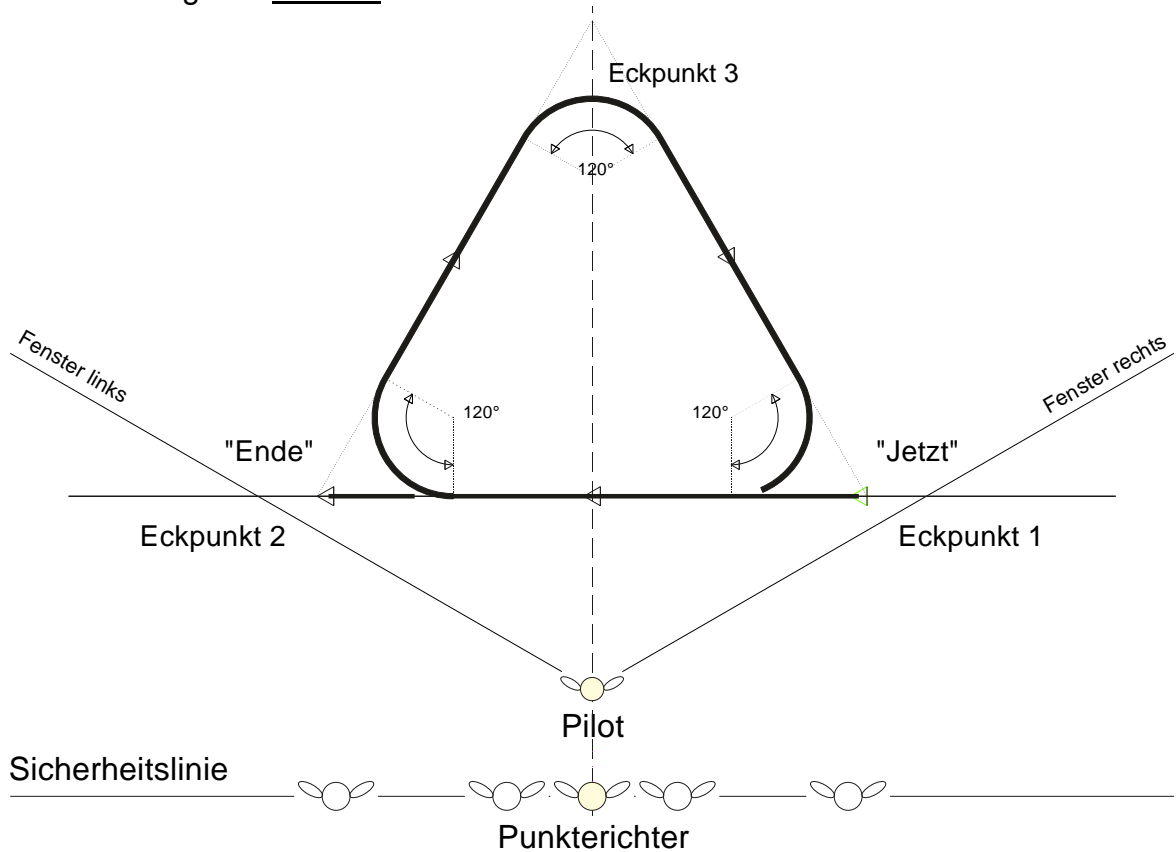 Eckpunkt 3
120°
Fenster links
Fenster rechts
120°
120°
"Ende"
"Jetzt"
Eckpunkt 2
Eckpunkt 1
Pilot
Sicherheitslinie
Punkterichter